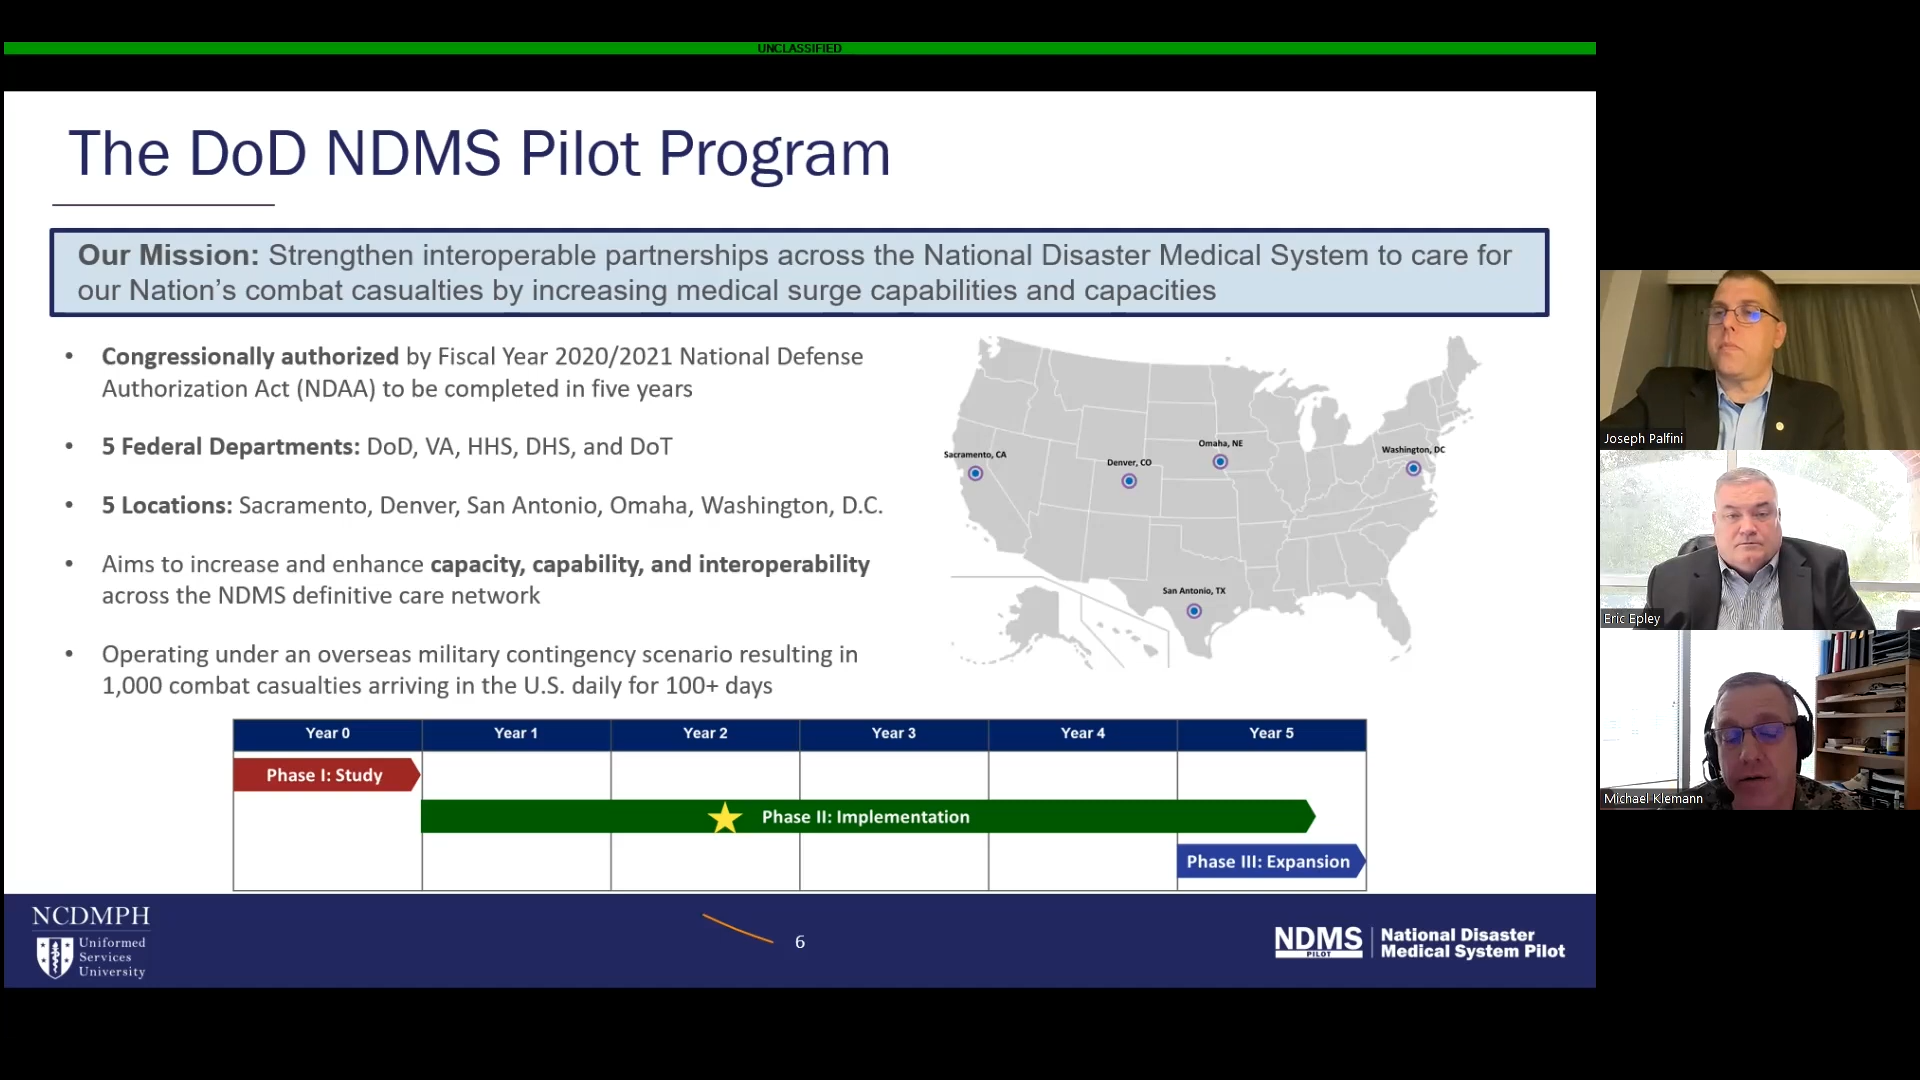 UNCLASSIFIED
The DoD NDMS Pilot Program
Our Mission: Strengthen interoperable partnerships across the National Disaster Medical System to care for
our Nation’s combat casualties by increasing medical surge capabilities and capacities
• Congressionally authorized by Fiscal Year 2020/2021 National Defense
Authorization Act (NDAA) to be completed in five years
• 5 Federal Departments: DoD, VA, HHS, DHS, and DoT
• 5 Locations: Sacramento, Denver, San Antonio, Omaha, Washington, D.C.
• Aims to increase and enhance capacity, capability, and interoperability
across the NDMS definitive care network
• Operating under an overseas military contingency scenario resulting in
1,000 combat casualties arriving in the U.S. daily for 100+ days
Sacramento, CA
Denver, CO
Omaha, NE
Washington, DC
San Antonio, TX
Year 0 Year 1 Year 2 Year 3 Year 4 Year 5
Phase I: Study
Phase II: Implementation
Phase III: Expansion
NCDMPH
Uniformed
Services
University
6
NDMS
PILOT
National Disaster
Medical System Pilot
Joseph Palfini
Eric Epley
Michael Klemann